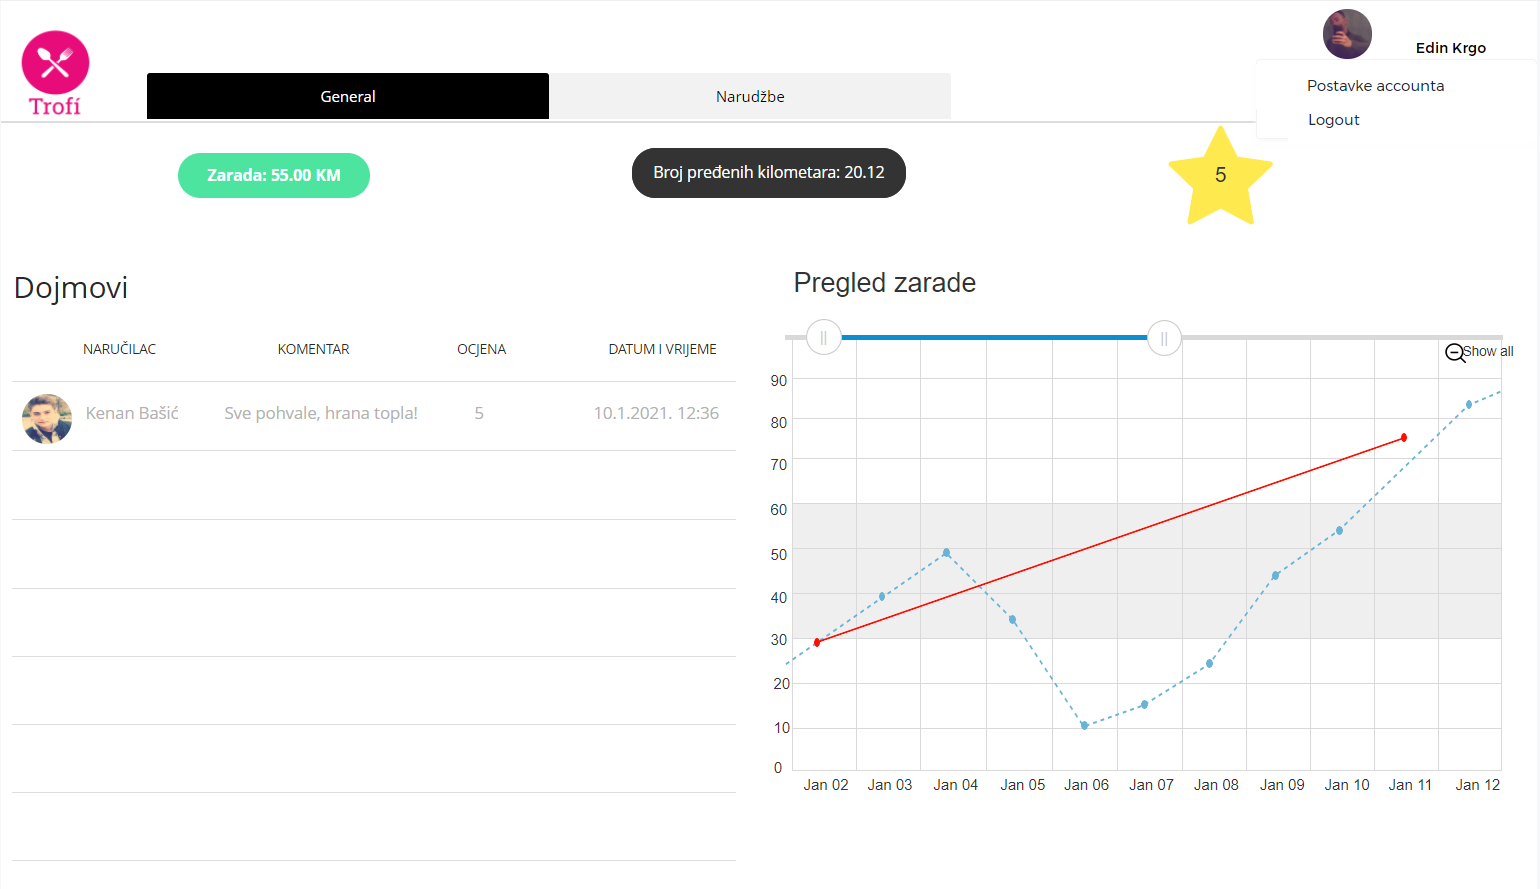 Trofí
General
Narudžbe
Edin Krgo
Postavke accounta
Logout
Zarada: 55.00 KM
Broj pređenih kilometara: 20.12
5
Dojmovi
NARUČILAC KOMENTAR OCJENA DATUM I VRIJEME
Kenan Bašić Sve pohvale, hrana topla! 5 10.1.2021. 12:36
Pregled zarade
Show all
90
80
70
60
50
40
30
20
10
0
Jan 02 Jan 03 Jan 04 Jan 05 Jan 06 Jan 07 Jan 08 Jan 09 Jan 10 Jan 11 Jan 12